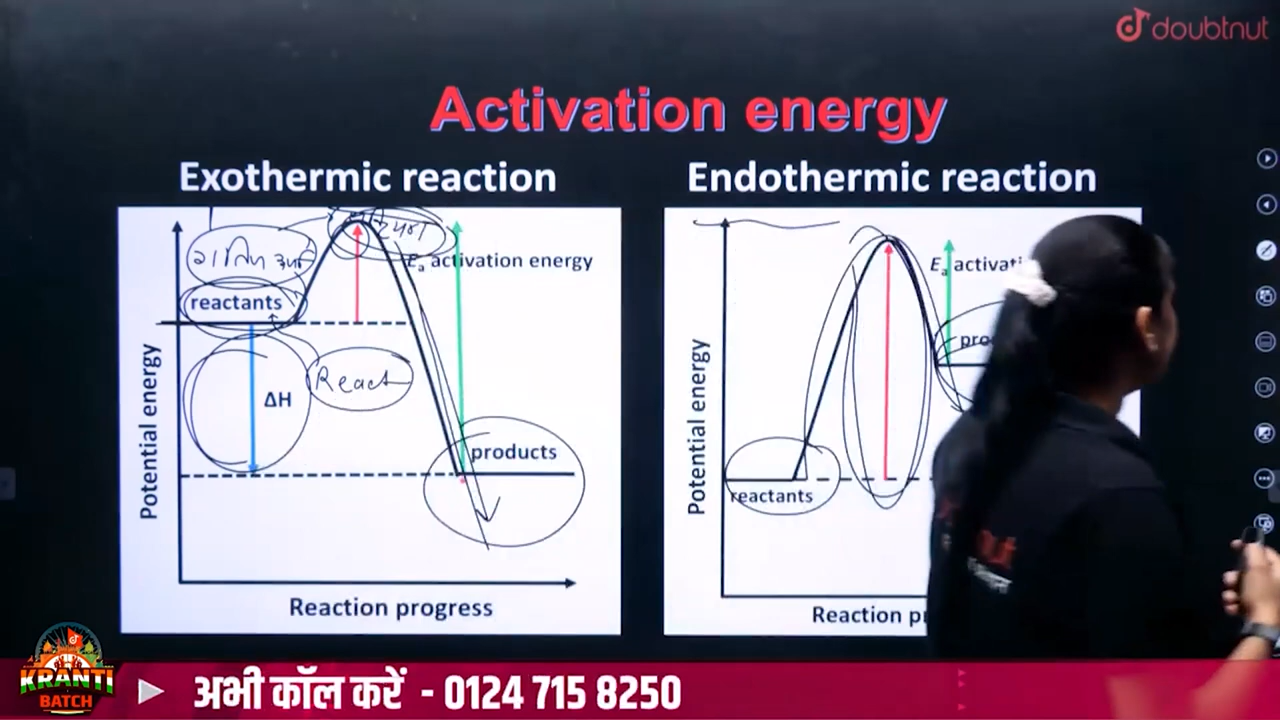 doubtnut
Activation energy
Exothermic reaction
Endothermic reaction
reactants
Ea activation energy
React
ΔH
products
Potential energy
Reaction progress
Ea activati
pro
reactants
Potential energy
Reaction p
KRANTI
BATCH
अभी कॉल करें - 0124 715 8250